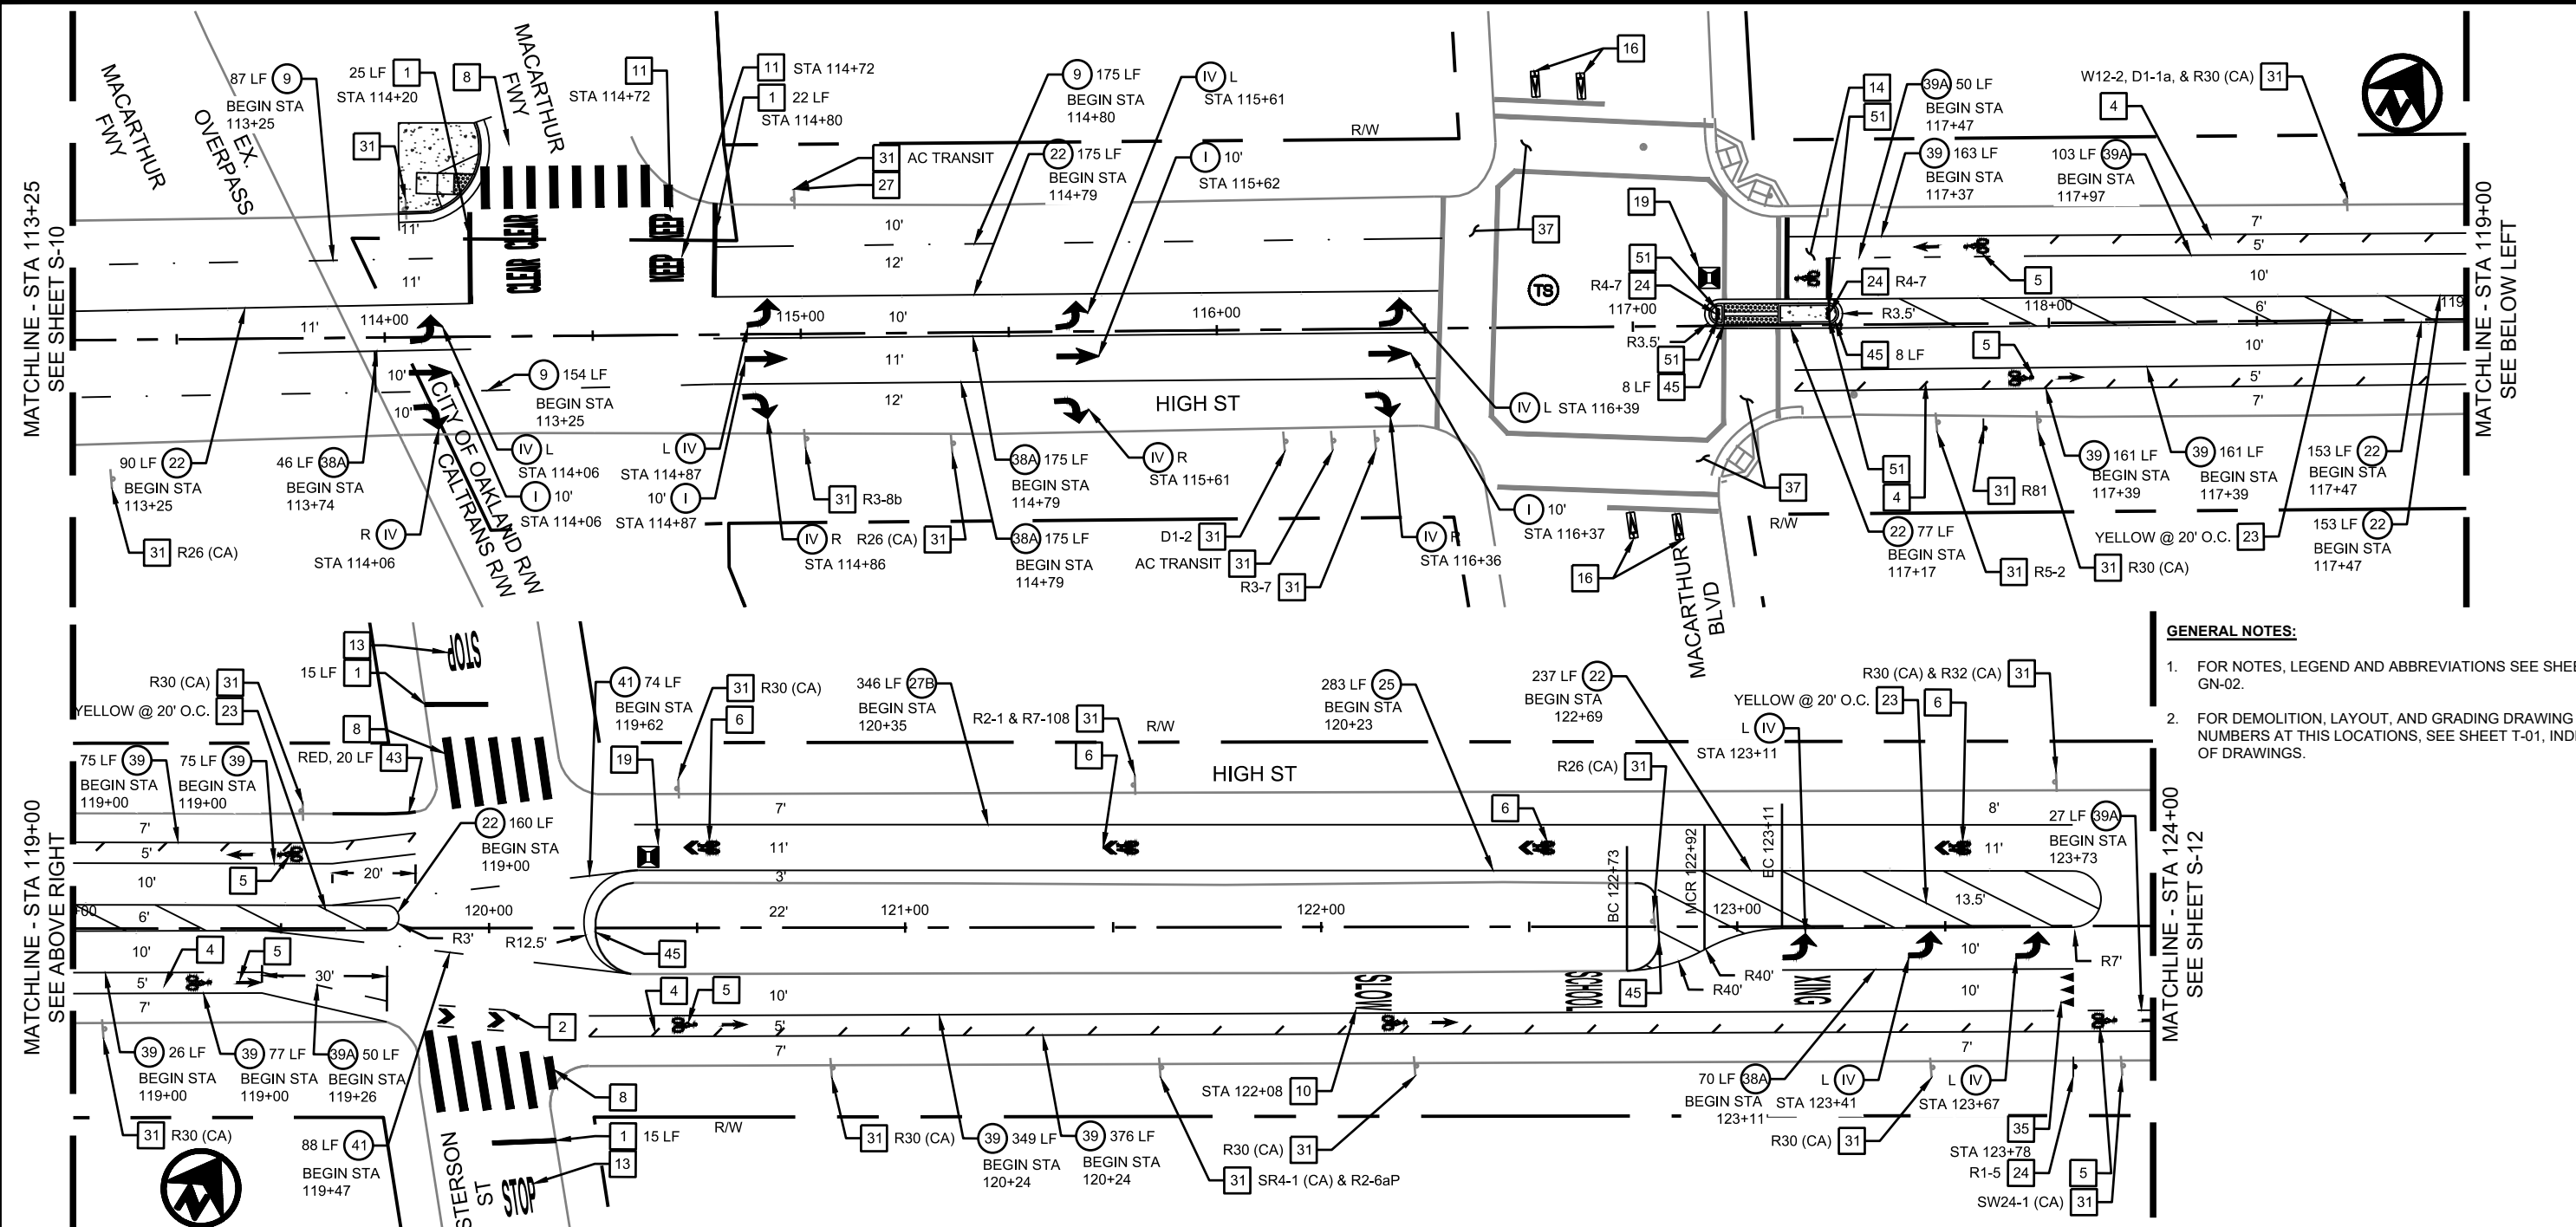 MATCHLINE - STA 113+25
SEE SHEET S-10
MACARTHUR
FWY
87 LF 9
BEGIN STA
113+25
EX.
OVERPASS
25 LF 1
STA 114+20
31
8
MACARTHUR
FWY
11
STA 114+72
11 STA 114+72
1 22 LF
STA 114+80
31 AC TRANSIT
27
9 175 LF
BEGIN STA
114+80
22 175 LF
BEGIN STA
114+79
IV L
STA 115+61
I 10'
STA 115+62
R/W
16
37
19
TS
51
R4-7 24
117+00
R3.5'
51
8 LF 45
14
51
39A 50 LF
BEGIN STA
117+47
39 163 LF
BEGIN STA
117+37
103 LF 39A
BEGIN STA
117+97
4
W12-2, D1-1a, & R30 (CA) 31
5
24 R4-7
R3.5'
45 8 LF
5
118+00
119
7'
5'
10'
6'
10'
5'
7'
MATCHLINE - STA 119+00
SEE BELOW LEFT
11'
11'
11'
114+00
10'
10'
CLEAR CLEAR
KEEP KEEP
10'
12'
115+00
10'
116+00
11'
12'
HIGH ST
9 154 LF
BEGIN STA
113+25
CITY OF OAKLAND R/W
CALTRANS R/W
90 LF 22
BEGIN STA
113+25
31 R26 (CA)
46 LF 38A
BEGIN STA
113+74
R IV
STA 114+06
IV L
STA 114+06
I 10'
STA 114+06
L IV
STA 114+87
10' I
STA 114+87
31 R3-8b
IV R
STA 114+86
R26 (CA) 31
38A 175 LF
BEGIN STA
114+79
38A 175 LF
BEGIN STA
114+79
IV R
STA 115+61
D1-2 31
AC TRANSIT 31
R3-7 31
IV R
STA 116+36
IV L STA 116+39
I 10'
STA 116+37
16
MACARTHUR
BLVD
37
R/W
51
4
22 77 LF
BEGIN STA
117+17
31 R81
31 R5-2
31 R30 (CA)
39 161 LF
BEGIN STA
117+39
39 161 LF
BEGIN STA
117+39
153 LF 22
BEGIN STA
117+47
YELLOW @ 20' O.C. 23
153 LF 22
BEGIN STA
117+47
GENERAL NOTES:
1. FOR NOTES, LEGEND AND ABBREVIATIONS SEE
GN-02.
2. FOR DEMOLITION, LAYOUT, AND GRADING DRAWING
NUMBERS AT THIS LOCATIONS, SEE SHEET T-01,
OF DRAWINGS.
MATCHLINE - STA 119+00
SEE ABOVE RIGHT
R30 (CA) 31
YELLOW @ 20' O.C. 23
75 LF 39
BEGIN STA
119+00
75 LF 39
BEGIN STA
119+00
13
15 LF 1
STOP
8
RED, 20 LF 43
22 160 LF
BEGIN STA
119+00
41 74 LF
BEGIN STA
119+62
19
31 R30 (CA)
6
346 LF 27B
BEGIN STA
120+35
R2-1 & R7-108 31
6
R/W
HIGH ST
283 LF 25
BEGIN STA
120+23
237 LF 22
BEGIN STA
122+69
R26 (CA) 31
6
L IV
STA 123+11
YELLOW @ 20' O.C. 23
R30 (CA) & R32 (CA) 31
6
27 LF 39A
BEGIN STA
123+73
7'
5'
10'
6'
10'
5'
7'
5
20'
120+00
R3'
R12.5'
7'
11'
3'
22'
121+00
122+00
BC 122+73
MCR 122+92
EC 123+11
123+00
8'
11'
13.5'
10'
10'
R7'
MATCHLINE - STA 124+00
SEE SHEET S-12
4
5
30'
45
4
5
10'
5'
7'
SLOW
45
R40'
R40'
XING
7'
2
39 26 LF
BEGIN STA
119+00
39 77 LF
BEGIN STA
119+00
39A 50 LF
BEGIN STA
119+26
31 R30 (CA)
88 LF 41
BEGIN STA
119+47
STERSON
ST
STOP
8
1 15 LF
13
R/W
31 R30 (CA)
39 349 LF
BEGIN STA
120+24
39 376 LF
BEGIN STA
120+24
STA 122+08 10
R30 (CA) 31
31 SR4-1 (CA) & R2-6aP
70 LF 38A
BEGIN STA
123+11
L IV
STA 123+41
L IV
STA 123+67
R30 (CA) 31
35
STA 123+78
R1-5 24
5
SW24-1 (CA) 31